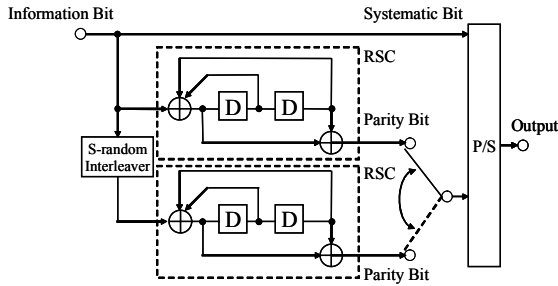 Information Bit
Systematic Bit
RSC
D
D
Parity Bit
Output
P/S
S-random
Interleaver
RSC
D
D
Parity Bit